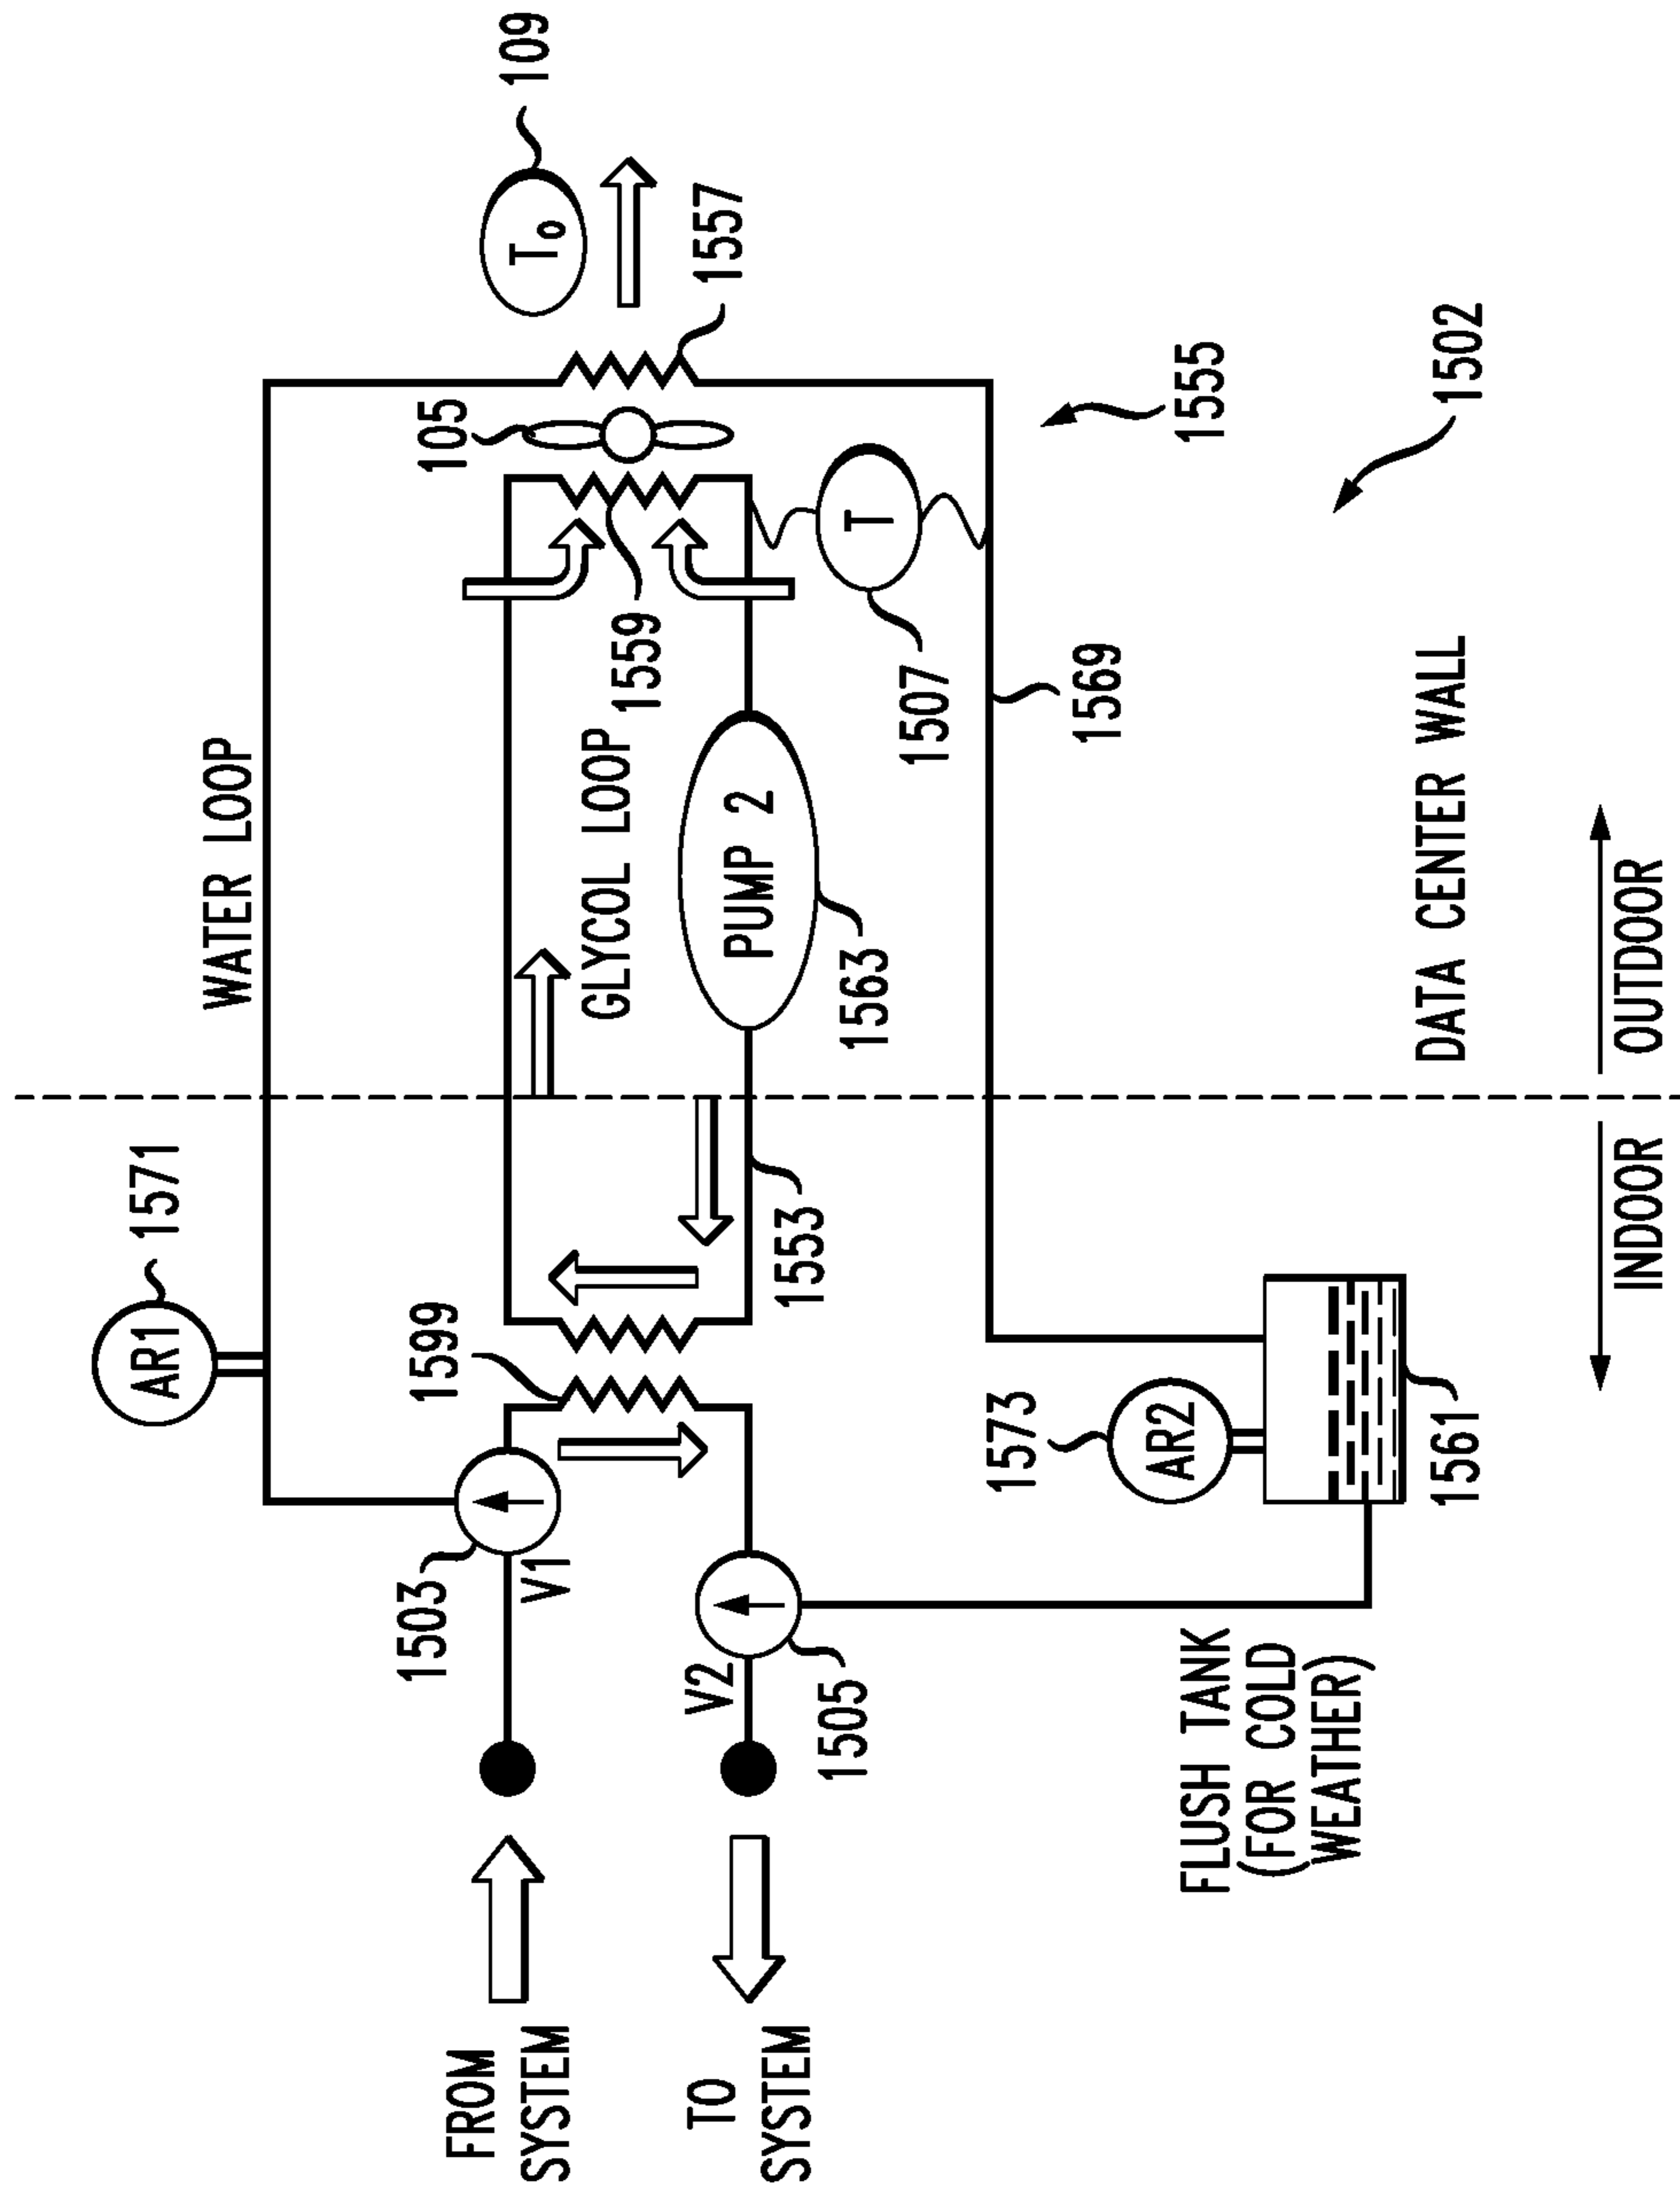 WATER LOOP
AR1
1571
1503
V1
1599
GLYCOL LOOP
105
T0
109
1557
1559
PUMP 2
1563
1553
T
1507
1569
FROM
SYSTEM
TO
SYSTEM
V2
1505
1573
AR2
1561
FLUSH TANK
(FOR COLD
WEATHER)
1555
1502
DATA CENTER WALL
INDOOR
OUTDOOR